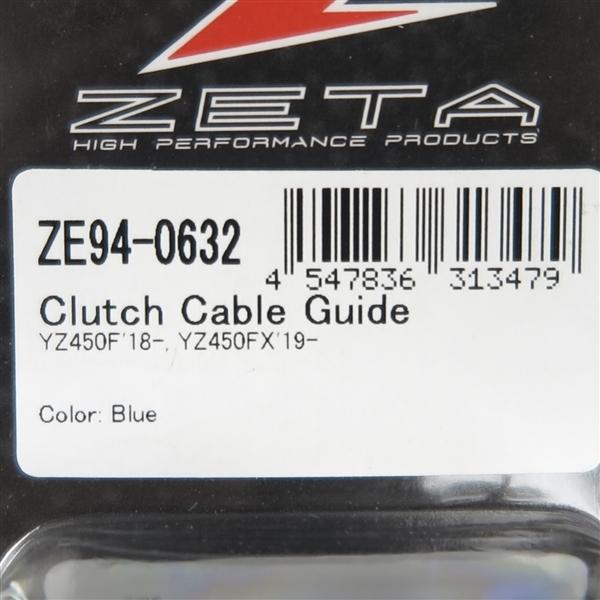 ZETA
HIGH PERFORMANCE PRODUCTS
ZE94-0632
4 547836 313479
Clutch Cable Guide
YZ450F'18-, YZ450FX'19-
Color: Blue